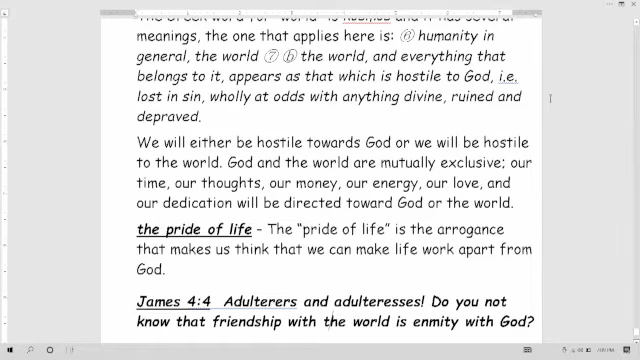 The Greek word for "world" is kosmos and it has several
meanings, the one that applies here is: ⑥ humanity in
general, the world ⑦ ⓑ the world, and everything that
belongs to it, appears as that which is hostile to God, i.e.
lost in sin, wholly at odds with anything divine, ruined and
depraved.
We will either be hostile towards God or we will be hostile
to the world. God and the world are mutually exclusive; our
time, our thoughts, our money, our energy, our love, and
our dedication will be directed toward God or the world.
the pride of life - The "pride of life" is the arrogance
that makes us think that we can make life work apart from
God.
James 4:4 Adulterers and adulteresses! Do you not
know that friendship with the world is enmity with God?